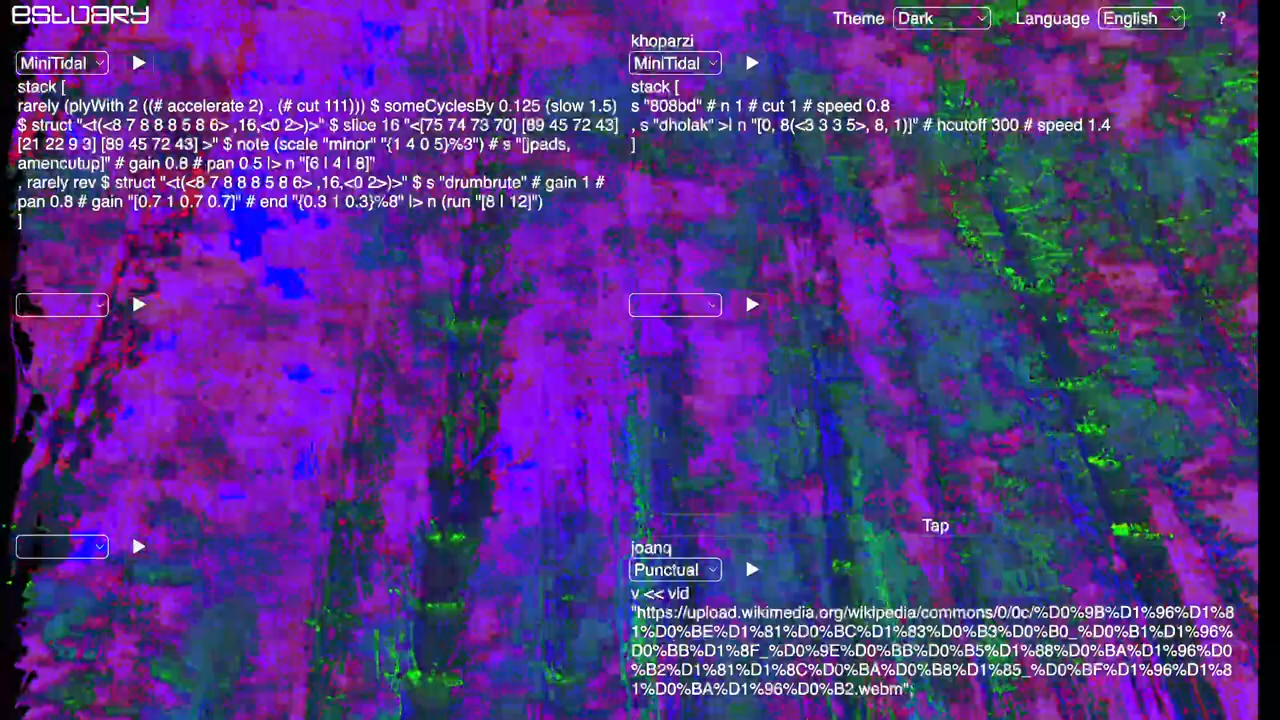 estuary
Theme Dark Language English ?
MiniTidal
stack [
rarely (plyWith 2 ((# accelerate 2) . (# cut 111))) $ someCyclesBy 0.125 (slow 1.5)
$ struct "<t(<8 7 8 8 8 5 8 6> ,16,<0 2>)>" $ slice 16 "<[75 74 73 70] [89 45 72 43]
[21 22 9 3] [89 45 72 43] >" $ note (scale "minor" "{1 4 0 5}%3") # s "[jpads,
amencutup]" # gain 0.8 # pan 0.5 |> n "[6 | 4 | 8]"
, rarely rev $ struct "<t(<8 7 8 8 8 5 8 6> ,16,<0 2>)>" $ s "drumbrute" # gain 1 #
pan 0.8 # gain "[0.7 1 0.7 0.7]" # end "{0.3 1 0.3}%8" |> n (run "[8 | 12]")
]
khoparzi
MiniTidal
stack [
s "808bd" # n 1 # cut 1 # speed 0.8
, s "dholak" >| n "[0, 8(<3 3 3 5>, 8, 1)]" # hcutoff 300 # speed 1.4
]
Tap
joanq
Punctual
v << vid
"https://upload.wikimedia.org/wikipedia/commons/0/0c/%D0%9B%D1%96%D1%8
1%D0%BE%D1%81%D0%BC%D1%83%D0%B3%D0%B0_%D0%B1%D1%96%
D0%BB%D1%8F_%D0%9E%D0%BB%D0%B5%D1%88%D0%BA%D1%96%D0
%B2%D1%81%D1%8C%D0%BA%D0%B8%D1%85_%D0%BF%D1%96%D1%8
1%D0%BA%D1%96%D0%B2.webm";